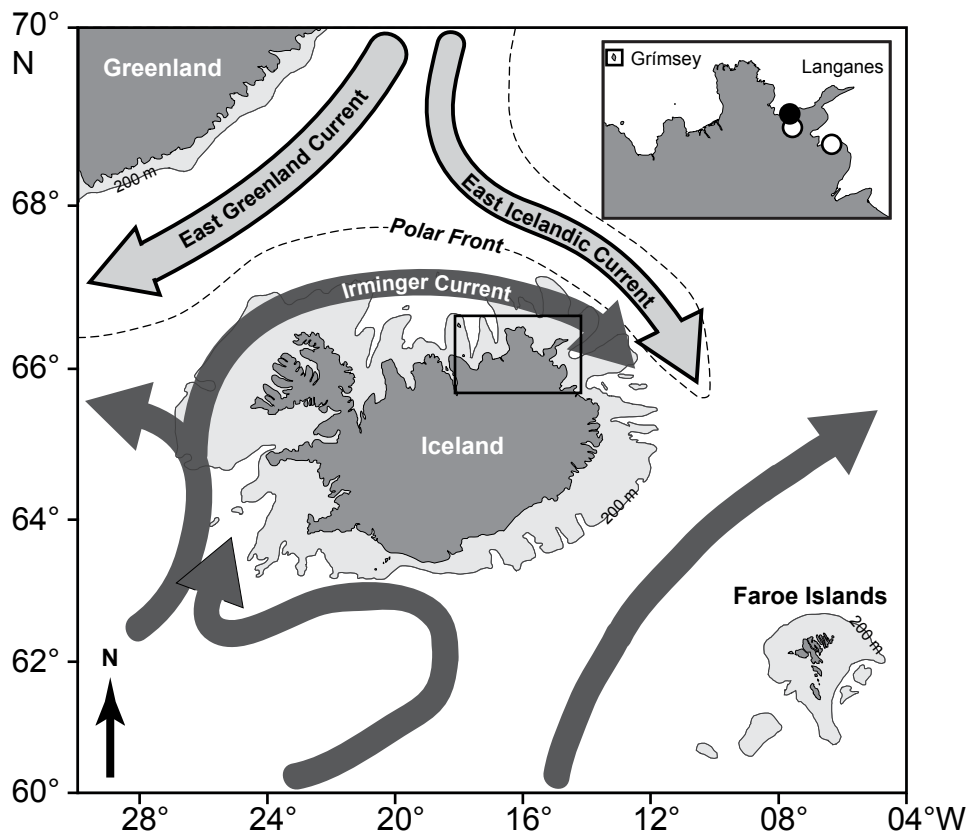 70°
N
68°
66°
64°
62°
60°
Greenland
200 m
East Greenland Current
East Icelandic Current
Polar Front
Irminger Current
Grímsey
Langanes
Iceland
200 m
Faroe Islands
200 m
N
28°
24°
20°
16°
12°
08°
04°W